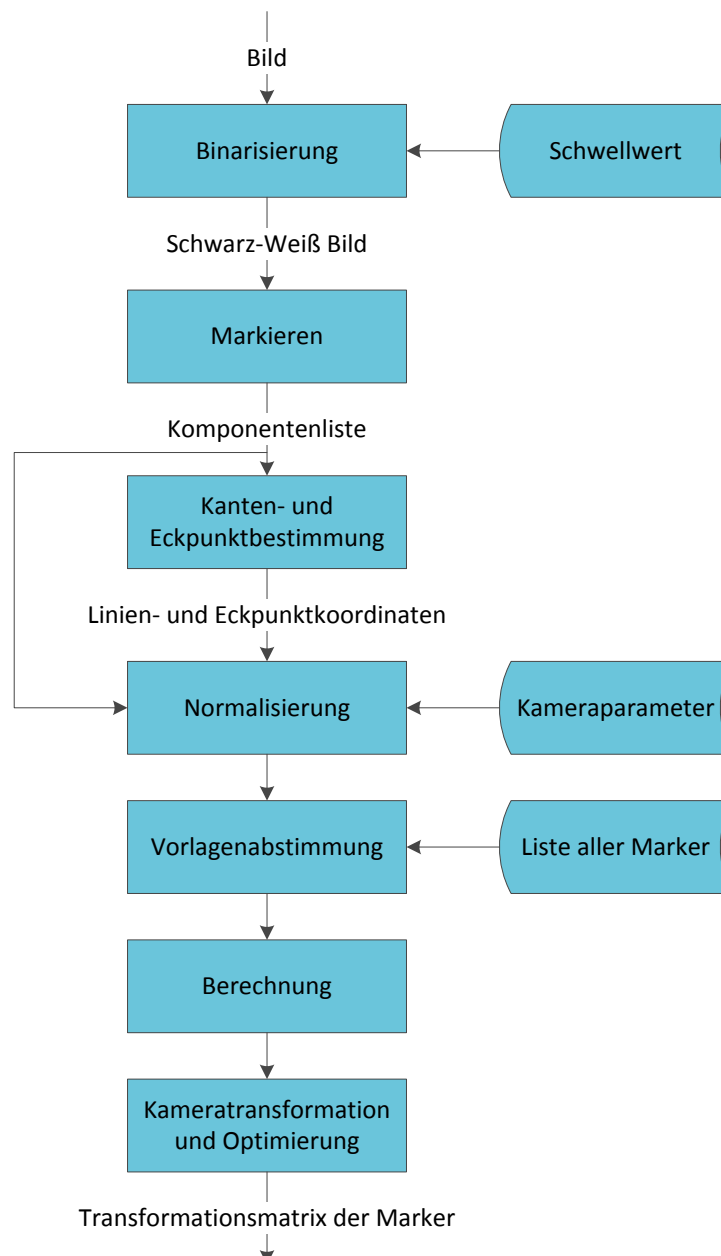 Bild
Binarisierung
Schwellwert
Schwarz-Weiß Bild
Markieren
Komponentenliste
Kanten- und
Eckpunktbestimmung
Linien- und Eckpunktkoordinaten
Normalisierung
Kameraparameter
Vorlagenabstimmung
Liste aller Marker
Berechnung
Kameratransformation
und Optimierung
Transformationsmatrix der Marker